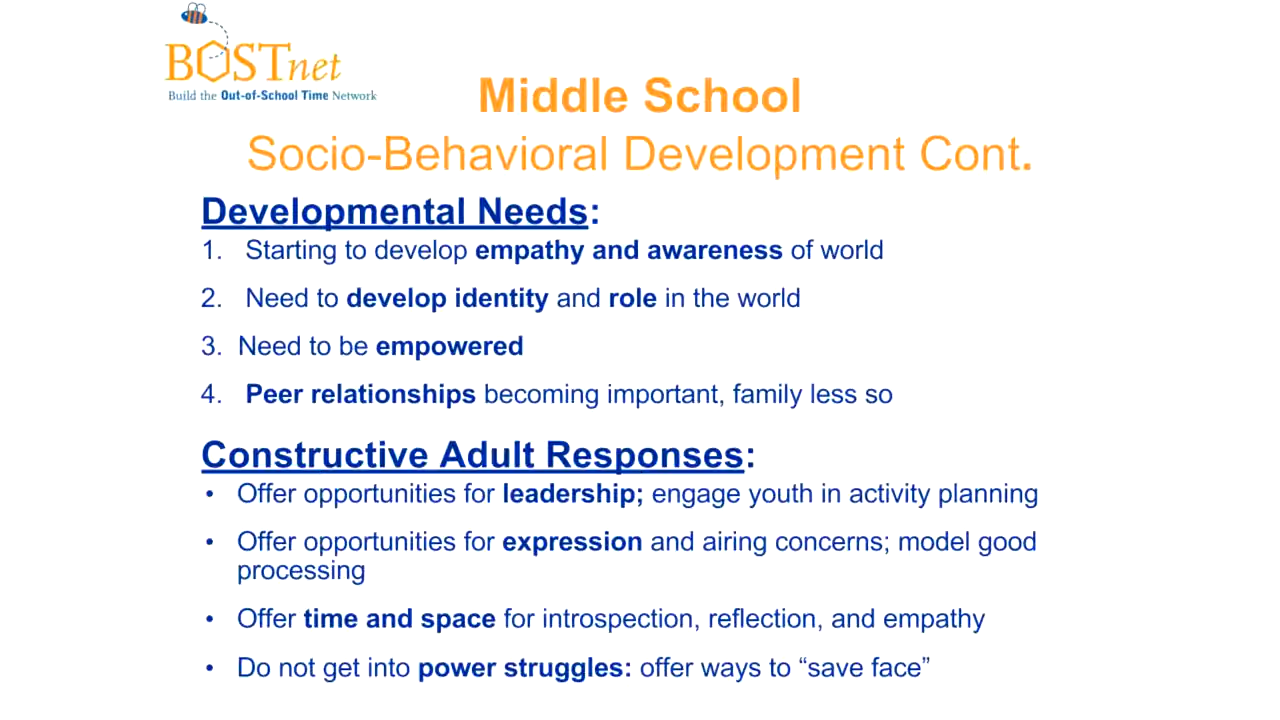 BOSTnet
Build the Out-of-School Time Network
Middle School
Socio-Behavioral Development Cont.
Developmental Needs:
1. Starting to develop empathy and awareness of world
2. Need to develop identity and role in the world
3. Need to be empowered
4. Peer relationships becoming important, family less so
Constructive Adult Responses:
• Offer opportunities for leadership; engage youth in activity planning
• Offer opportunities for expression and airing concerns; model good
processing
• Offer time and space for introspection, reflection, and empathy
• Do not get into power struggles: offer ways to “save face”